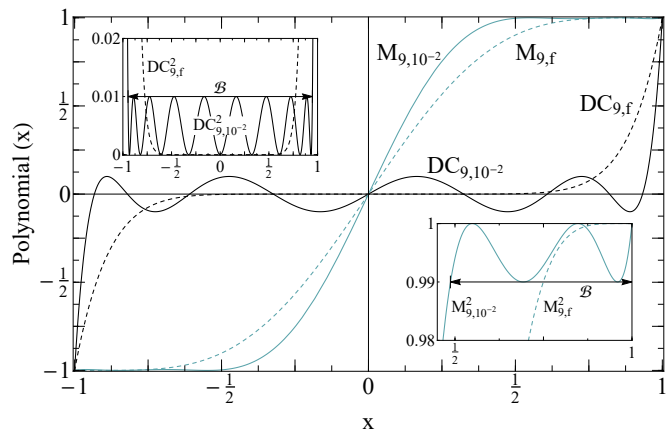 1
1/2
0
−1/2
−1
Polynomial (x)
−1
−1/2
0
1/2
1
x
M9,10−2
M9,f
DC9,f
DC9,10−2
0.02
0.01
0
−1
−1/2
0
1/2
1
DC²9,f
ℬ
DC²9,10−2
1
0.99
0.98
1/2
1
M²9,10−2
M²9,f
ℬ